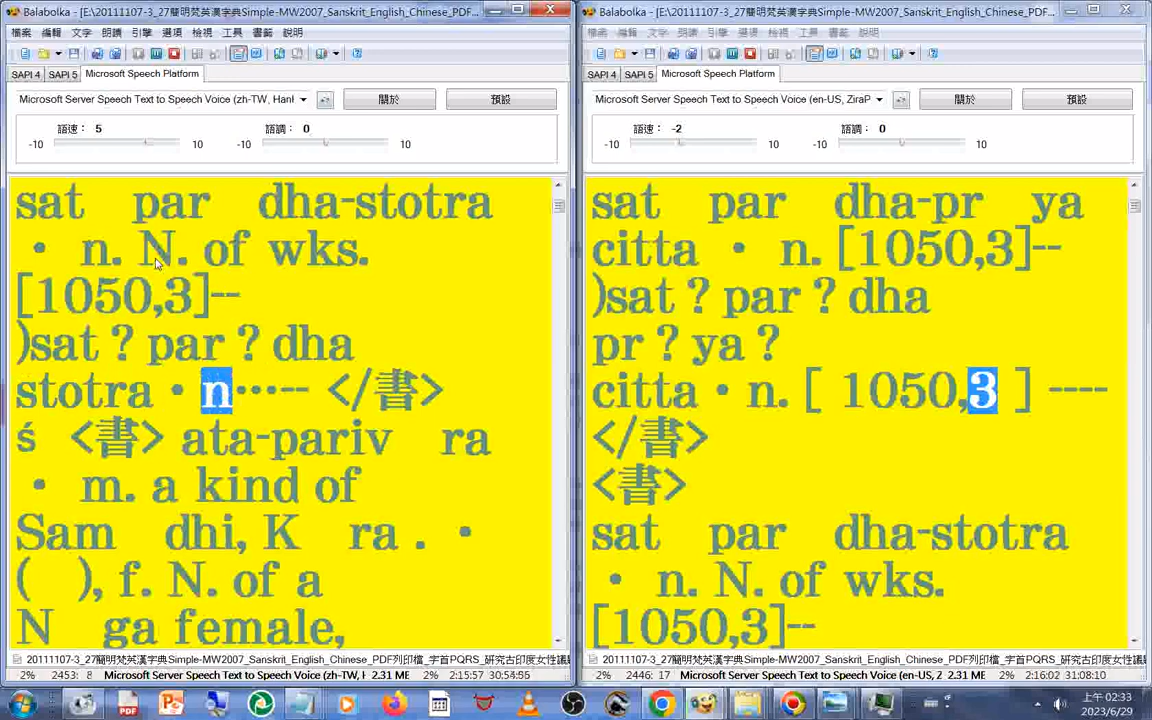 Balabolka - [E:\20111107-3_27簡明梵英漢字典Simple-MW2007_Sanskrit_English_Chinese_PDF...
檔案 編輯 文字 朗讀 引擎 選項 檢視 工具 書籤 說明
SAPI 4 SAPI 5 Microsoft Speech Platform
Microsoft Server Speech Text to Speech Voice (zh-TW, Hanl
關於 預設
語速： 5 語調： 0
-10 10 -10 10
sat par dha-stotra
• n. N. of wks.
[1050,3]--
)sat ? par ? dha
stotra • n…-- </書>
ś <書> ata-pariv ra
• m. a kind of
Sam dhi, K ra . •
( ), f. N. of a
N ga female,
20111107-3_27簡明梵英漢字典Simple-MW2007_Sanskrit_English_Chinese_PDF列印檔_字首PQRS_研究古印度女性議
2% 2453: 8 Microsoft Server Speech Text to Speech Voice (zh-TW, H 2.31 ME 2:15:57 30:54:55
Balabolka - [E:\20111107-3_27簡明梵英漢字典Simple-MW2007_Sanskrit_English_Chinese_PDF...
檔案 編輯 文字 朗讀 引擎 選項 檢視 工具 書籤 說明
SAPI 4 SAPI 5 Microsoft Speech Platform
Microsoft Server Speech Text to Speech Voice (en-US, ZiraP
關於 預設
語速： -2 語調： 0
-10 10 -10 10
sat par dha-pr ya
citta • n. [1050,3]--
)sat ? par ? dha
pr ? ya ?
citta • n. [ 1050,3 ] ----
</書>
<書>
sat par dha-stotra
• n. N. of wks.
[1050,3]--
20111107-3_27簡明梵英漢字典Simple-MW2007_Sanskrit_English_Chinese_PDF列印檔_字首PQRS_研究古印度女性議
2% 2446: 17 Microsoft Server Speech Text to Speech Voice (en-US, Z 2.31 ME 2:16:02 31:08:10
上午 02:33
2023/6/29